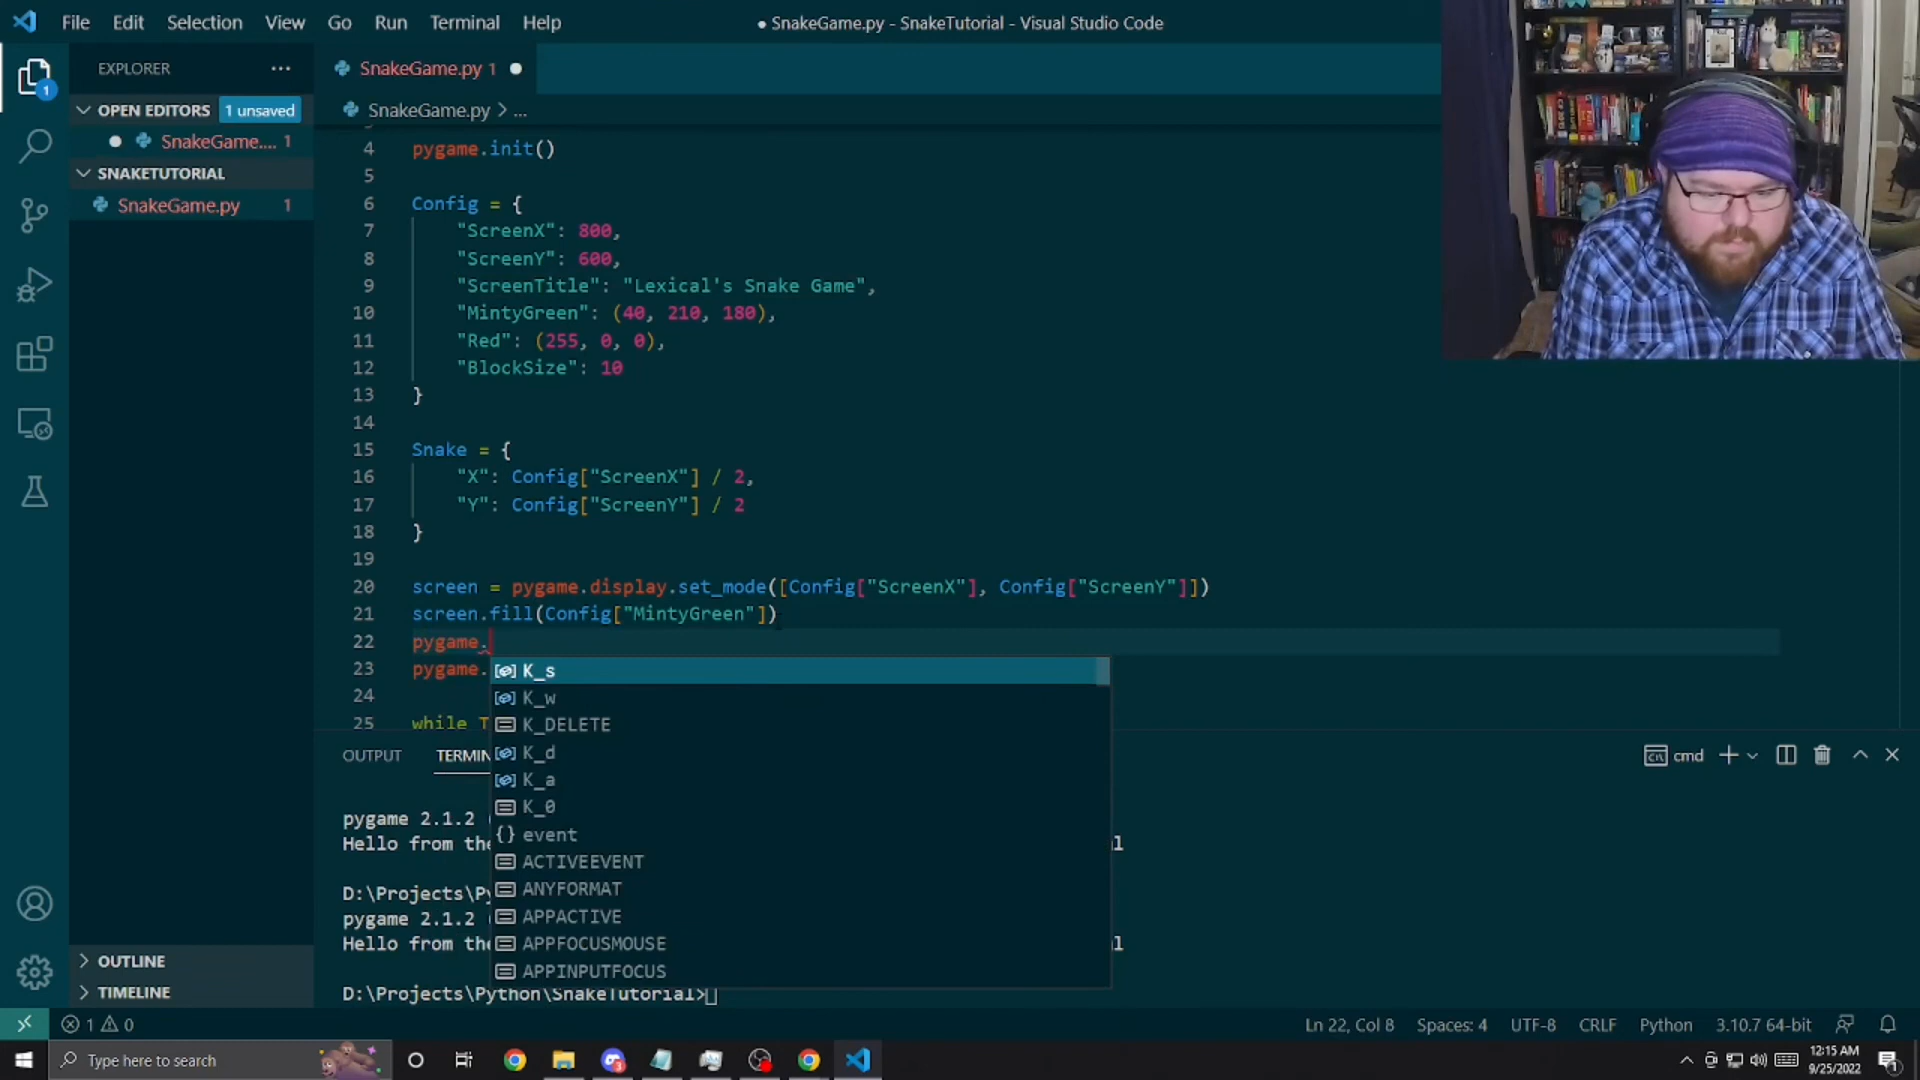 File Edit Selection View Go Run Terminal Help
● SnakeGame.py - SnakeTutorial - Visual Studio Code
EXPLORER ...
1
OPEN EDITORS 1 unsaved
SnakeGame.... 1
SNAKETUTORIAL
SnakeGame.py 1
OUTLINE
TIMELINE
SnakeGame.py 1
SnakeGame.py > ...
4 pygame.init()
5
6 Config = {
7 "ScreenX": 800,
8 "ScreenY": 600,
9 "ScreenTitle": "Lexical's Snake Game",
10 "MintyGreen": (40, 210, 180),
11 "Red": (255, 0, 0),
12 "BlockSize": 10
13 }
14
15 Snake = {
16 "X": Config["ScreenX"] / 2,
17 "Y": Config["ScreenY"] / 2
18 }
19
20 screen = pygame.display.set_mode([Config["ScreenX"], Config["ScreenY"]])
21 screen.fill(Config["MintyGreen"])
22 pygame.
23 pygame.
24
25 while T
K_s
K_w
K_DELETE
K_d
K_a
K_0
{} event
ACTIVEEVENT
ANYFORMAT
APPACTIVE
APPFOCUSMOUSE
APPINPUTFOCUS
OUTPUT TERMIN
cmd
pygame 2.1.2 (
Hello from the
D:\Projects\Py
pygame 2.1.2 (
Hello from the
D:\Projects\Python\SnakeTutorial>
1 0
Ln 22, Col 8 Spaces: 4 UTF-8 CRLF Python 3.10.7 64-bit
Type here to search
12:15 AM
9/25/2022
1